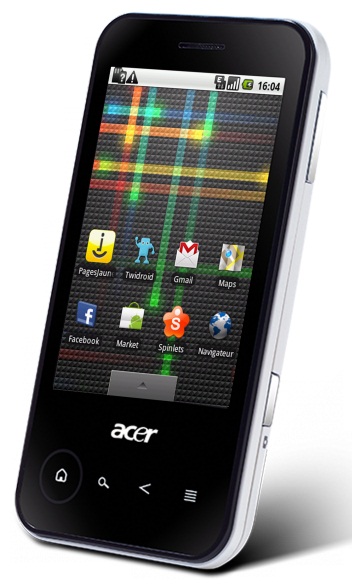 E
16:04
PagesJaun
Twidroid
Gmail
Maps
Facebook
Market
Spinlets
Navigateur
acer